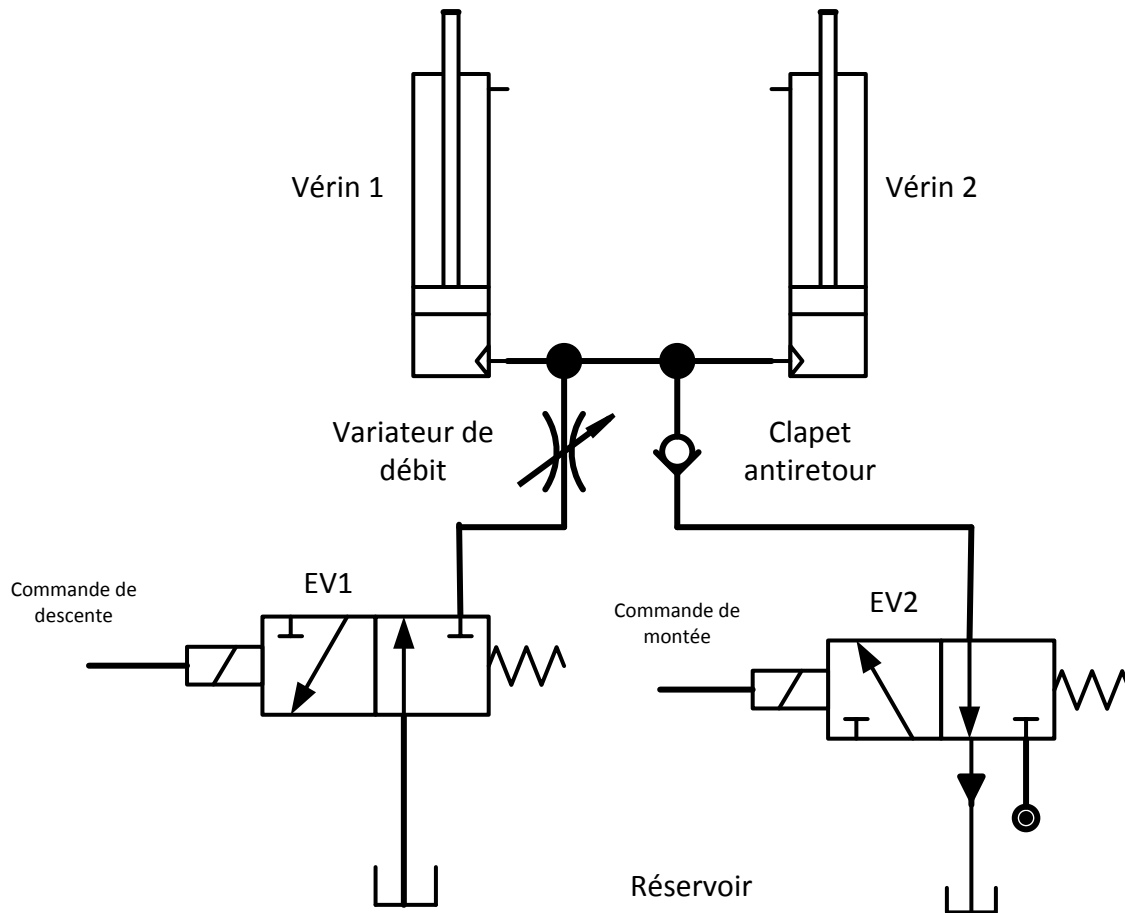 Vérin 1
Vérin 2
Variateur de
débit
Clapet
antiretour
Commande de
descente
EV1
Commande de
montée
EV2
Réservoir